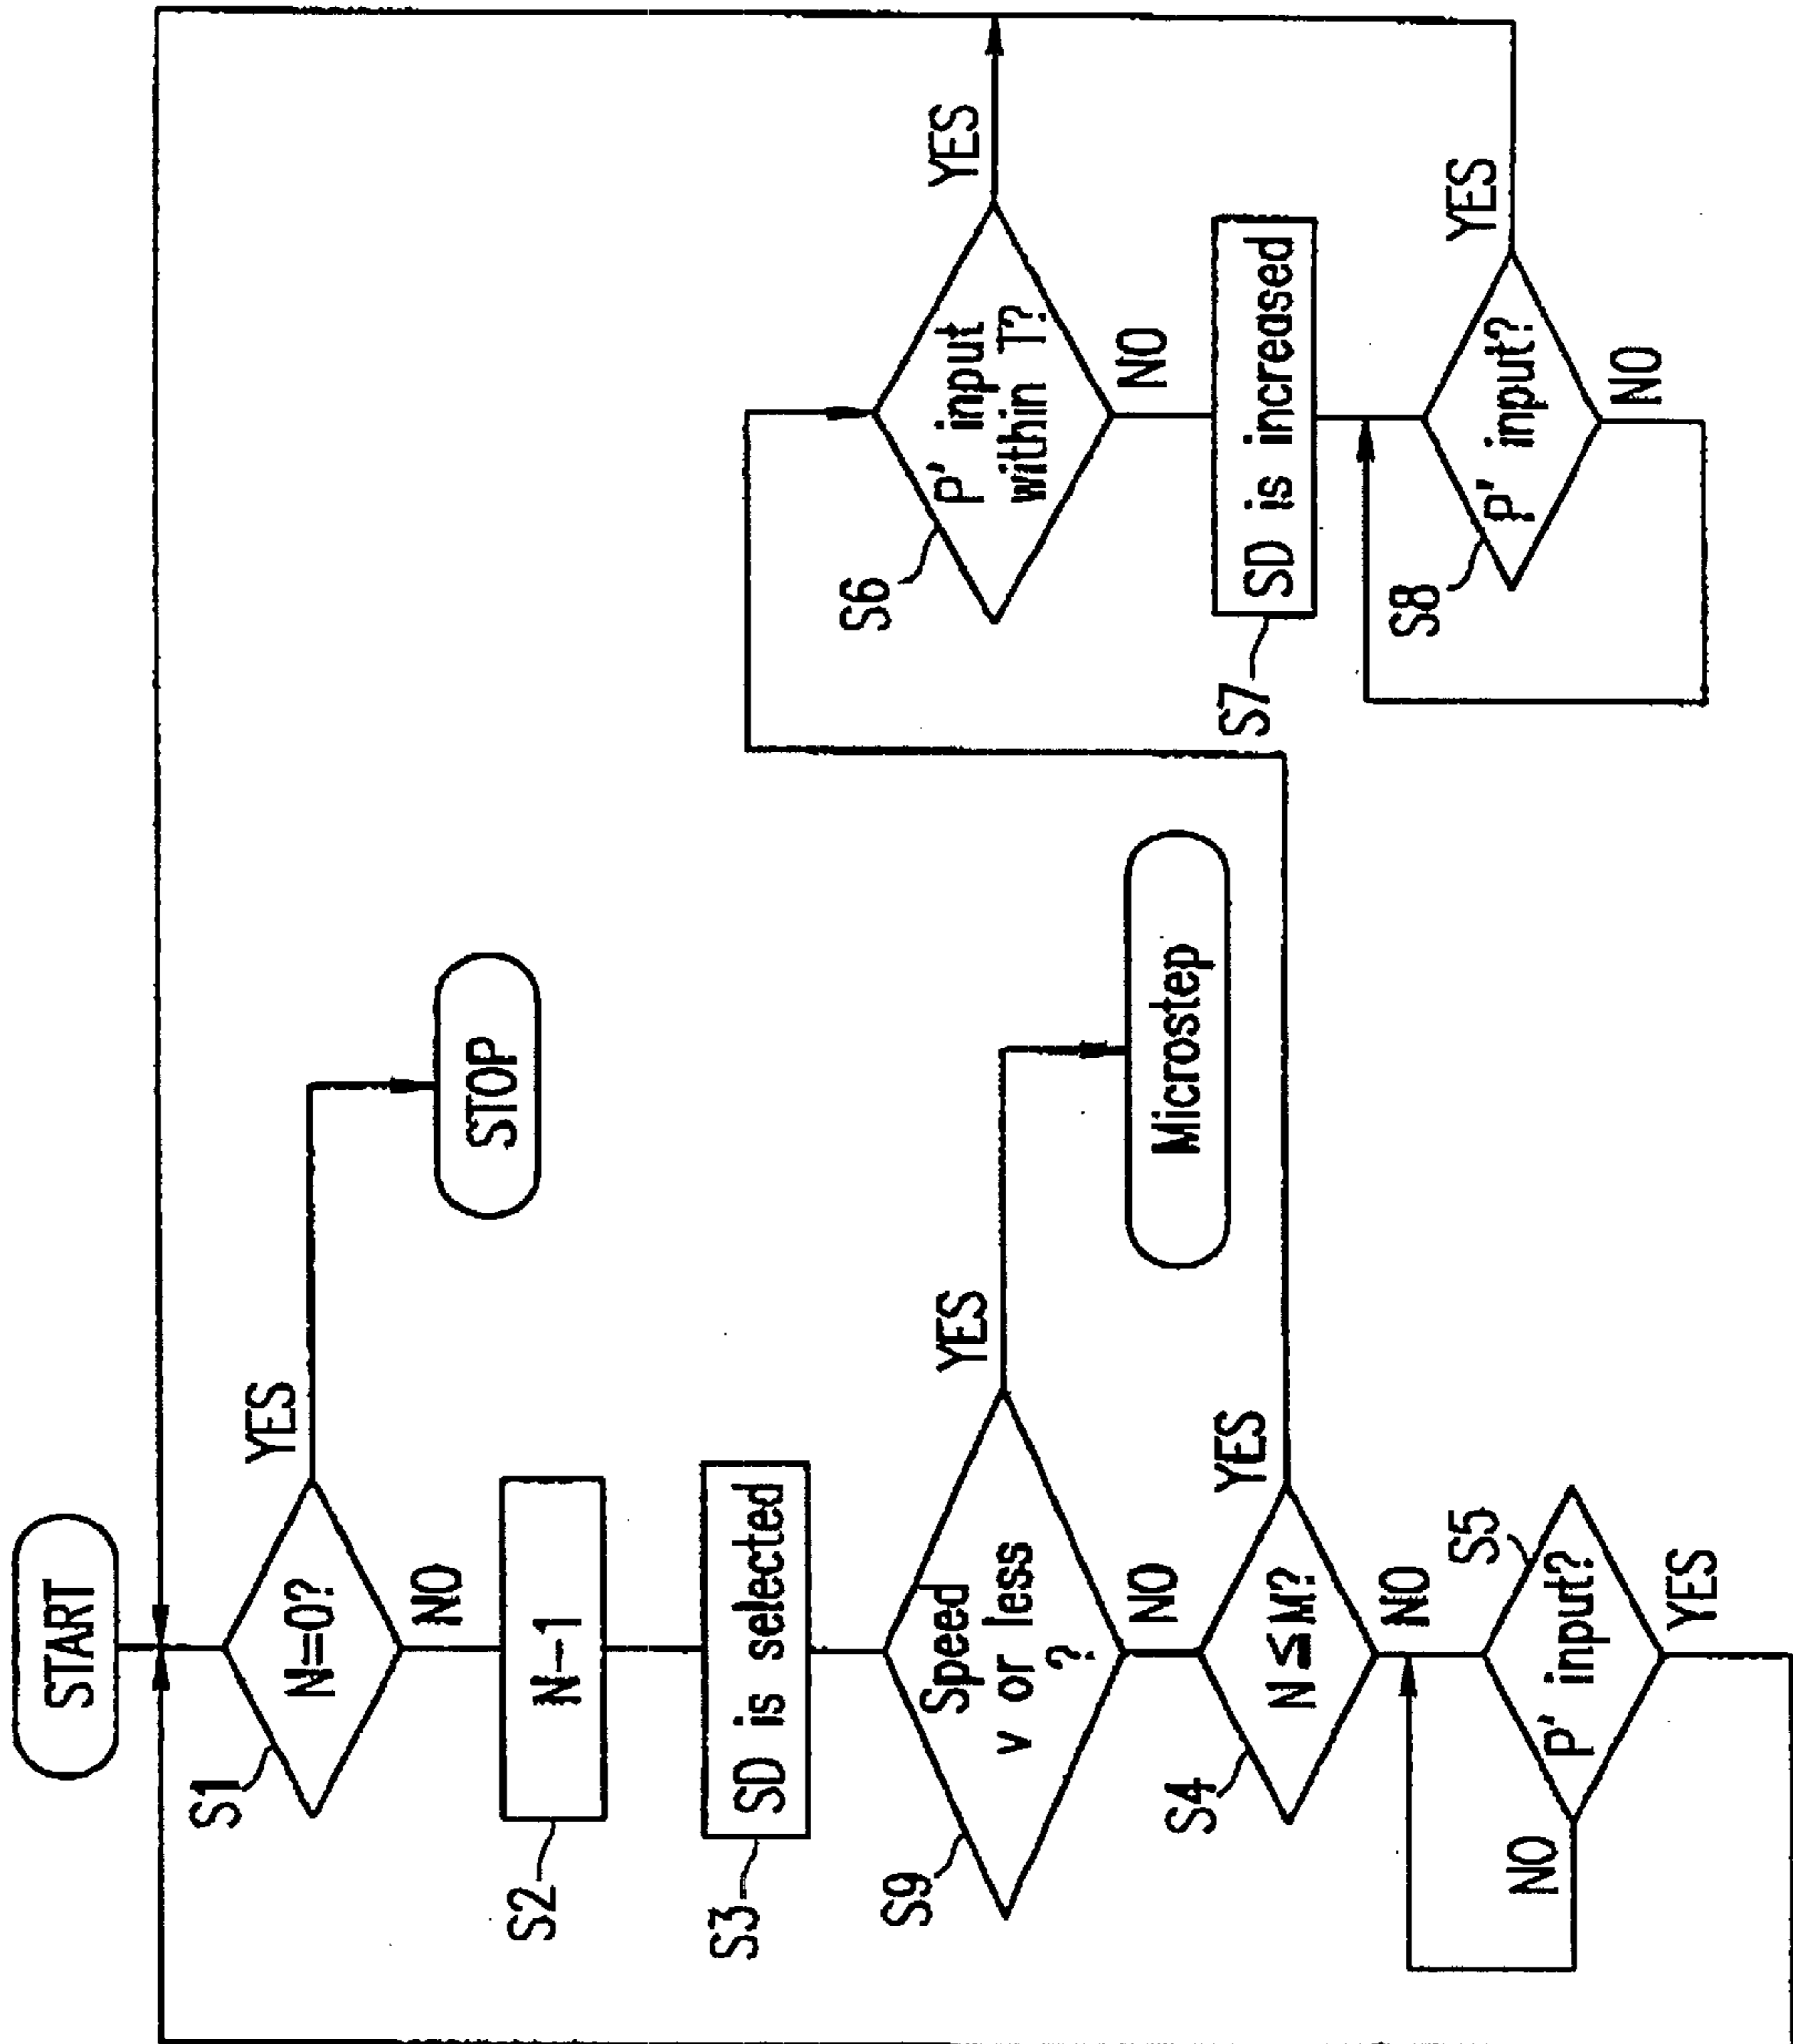 START
S1
N=0?
YES
NO
STOP
S2
N-1
S3
SD is selected
S9
Speed
v or less
?
YES
NO
Microstep
S4
N≦M?
YES
NO
S5
P' input?
NO
YES
S6
P' input
within T?
YES
NO
S7
SD is increased
S8
P' input?
YES
NO